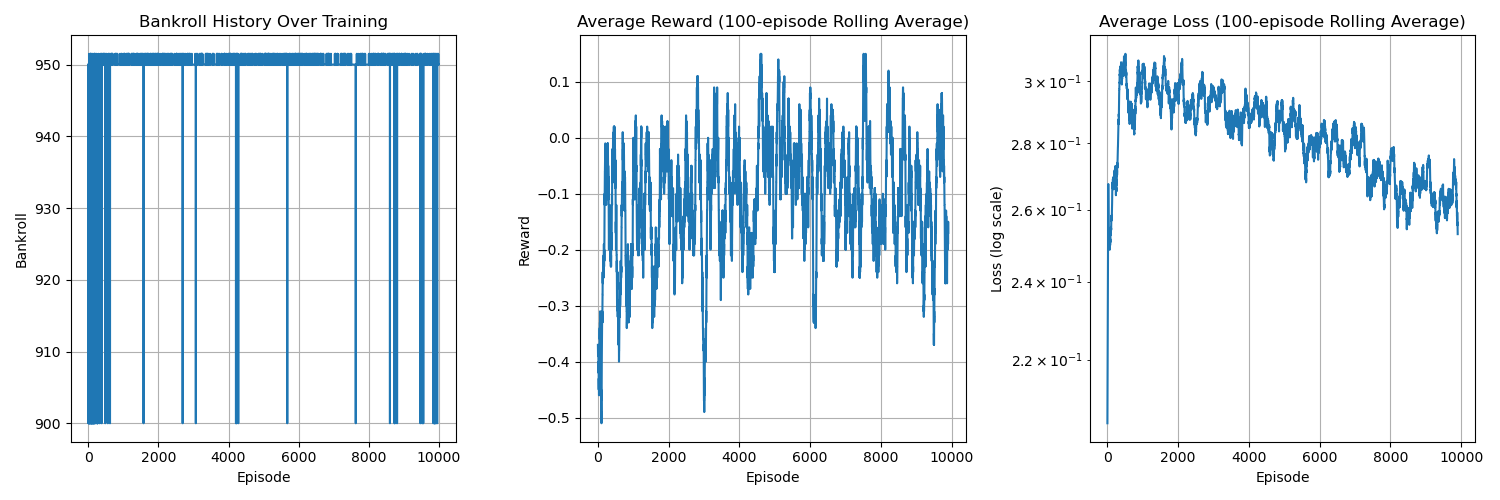 Bankroll History Over Training
Bankroll
950
940
930
920
910
900
0 2000 4000 6000 8000 10000
Episode
Average Reward (100-episode Rolling Average)
Reward
0.1
0.0
−0.1
−0.2
−0.3
−0.4
−0.5
0 2000 4000 6000 8000 10000
Episode
Average Loss (100-episode Rolling Average)
Loss (log scale)
3 × 10⁻¹
2.8 × 10⁻¹
2.6 × 10⁻¹
2.4 × 10⁻¹
2.2 × 10⁻¹
0 2000 4000 6000 8000 10000
Episode